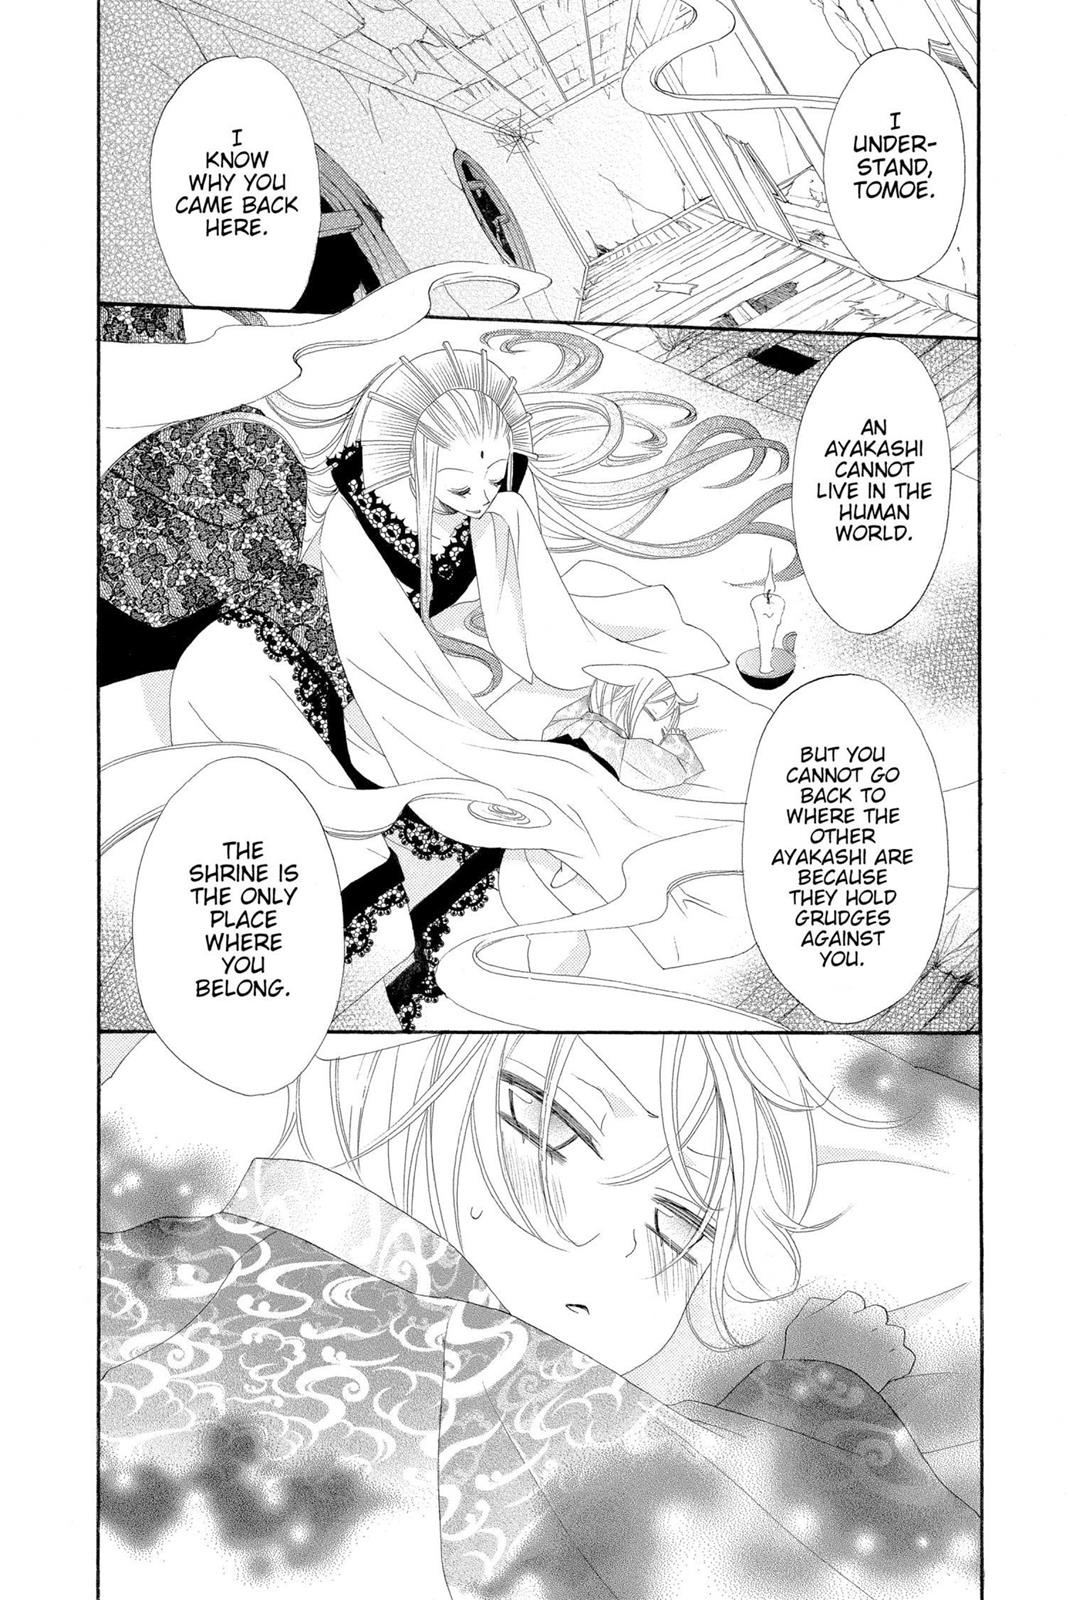 I
UNDER-
STAND,
TOMOE.
I
KNOW
WHY YOU
CAME BACK
HERE.
AN
AYAKASHI
CANNOT
LIVE IN THE
HUMAN
WORLD.
BUT YOU
CANNOT GO
BACK TO
WHERE THE
OTHER
AYAKASHI ARE
BECAUSE
THEY HOLD
GRUDGES
AGAINST
YOU.
THE
SHRINE IS
THE ONLY
PLACE
WHERE
YOU
BELONG.